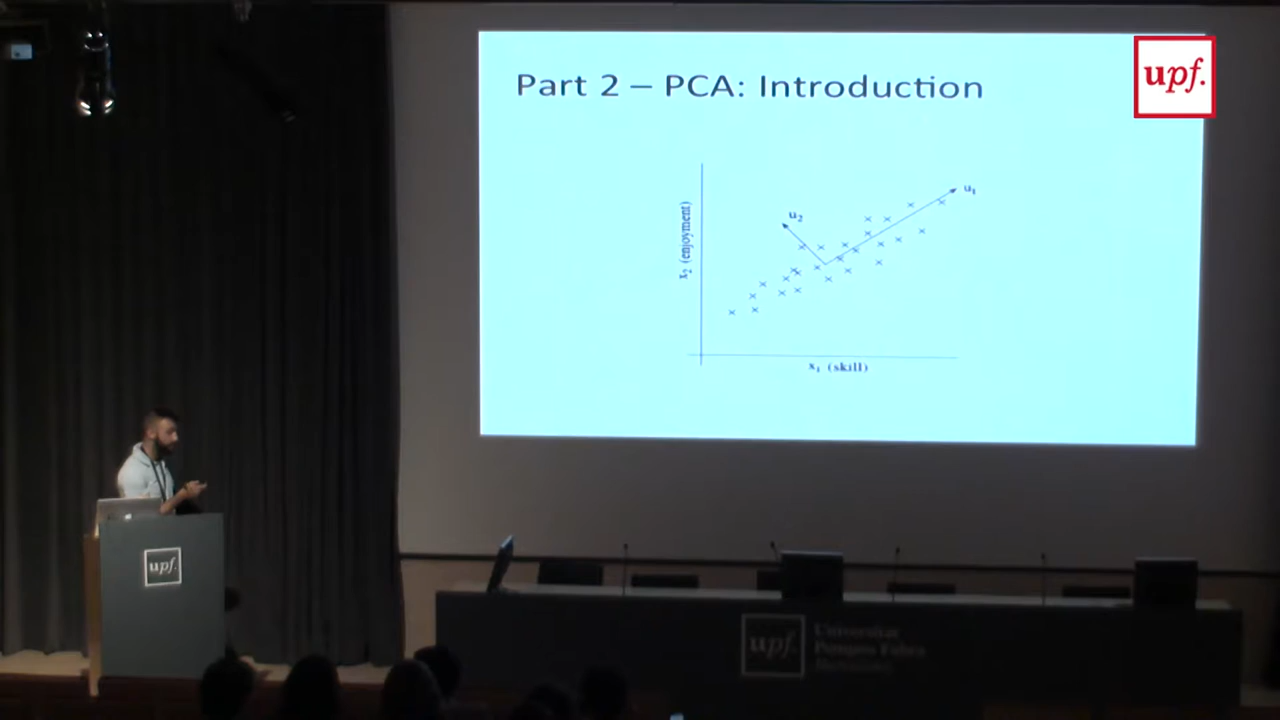 Part 2 – PCA: Introduction
upf.
u₁
u₂
x₂ (enjoyment)
x₁ (skill)
upf.
upf.
Universitat
Pompeu Fabra
Barcelona